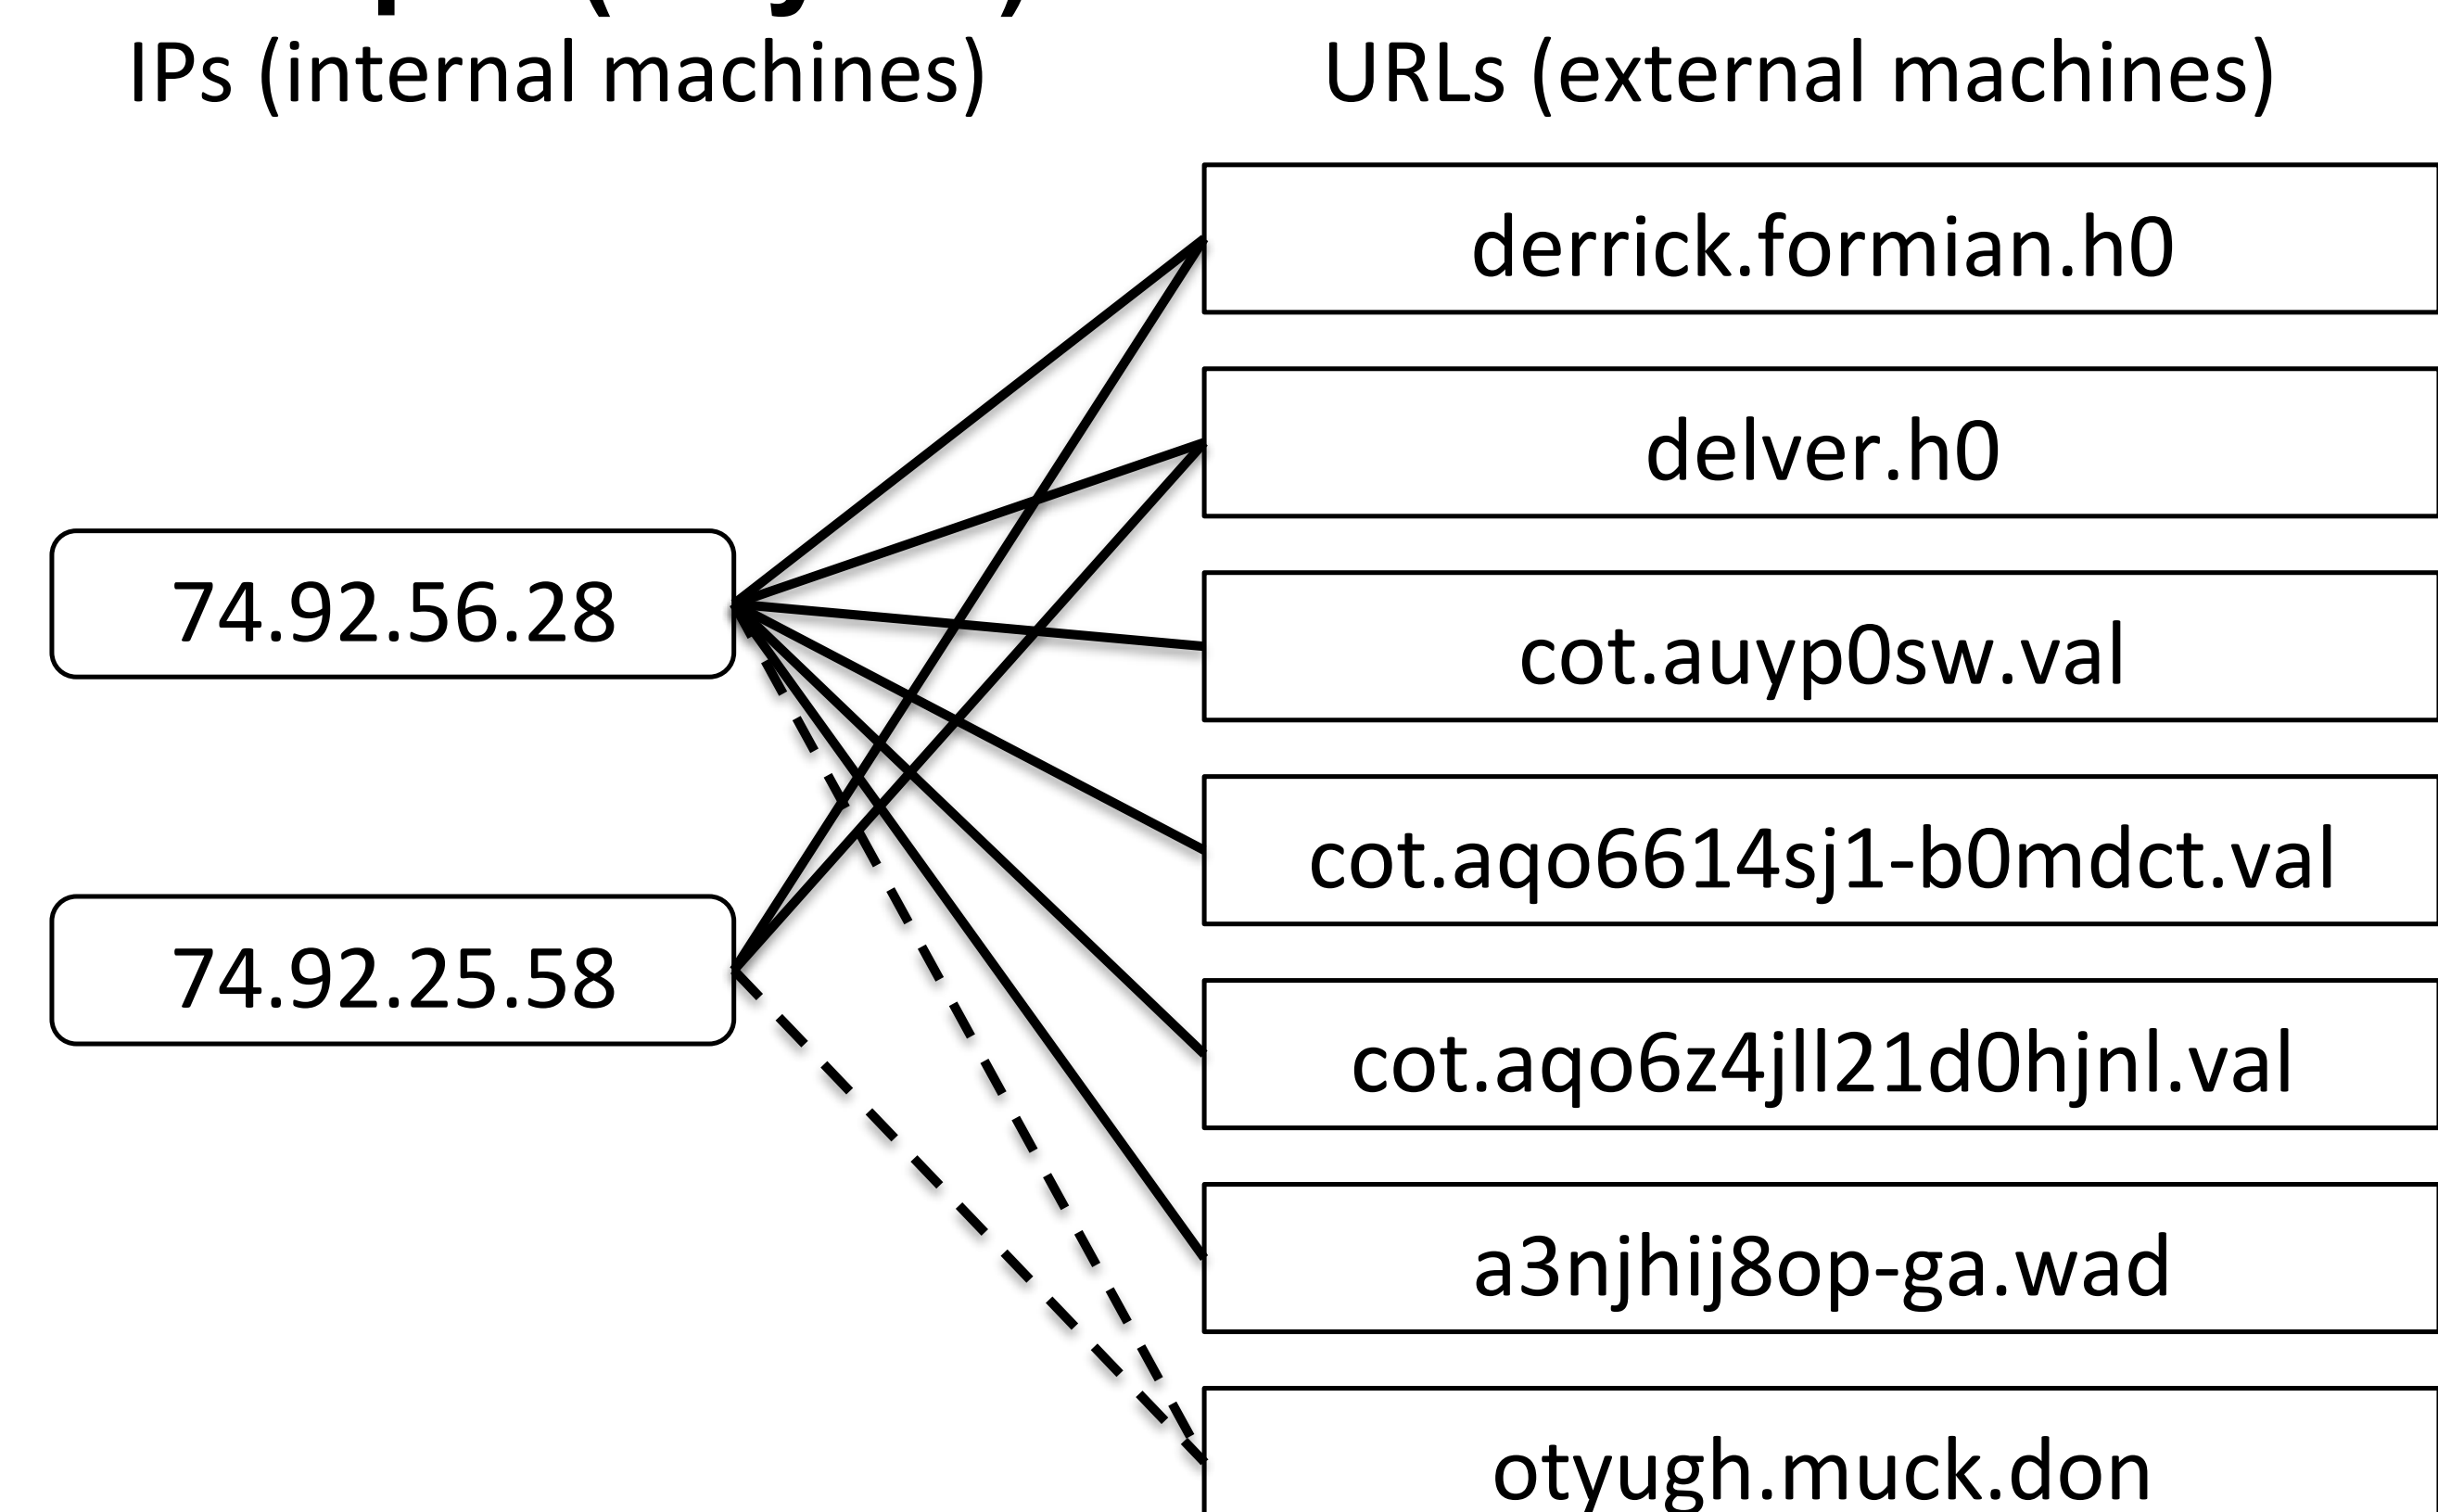 IPs (internal machines)
URLs (external machines)
derrick.formian.h0
delver.h0
74.92.56.28
cot.auyp0sw.val
cot.aqo6614sj1-b0mdct.val
74.92.25.58
cot.aqo6z4jll21d0hjnl.val
a3njhij8op-ga.wad
otyugh.muck.don